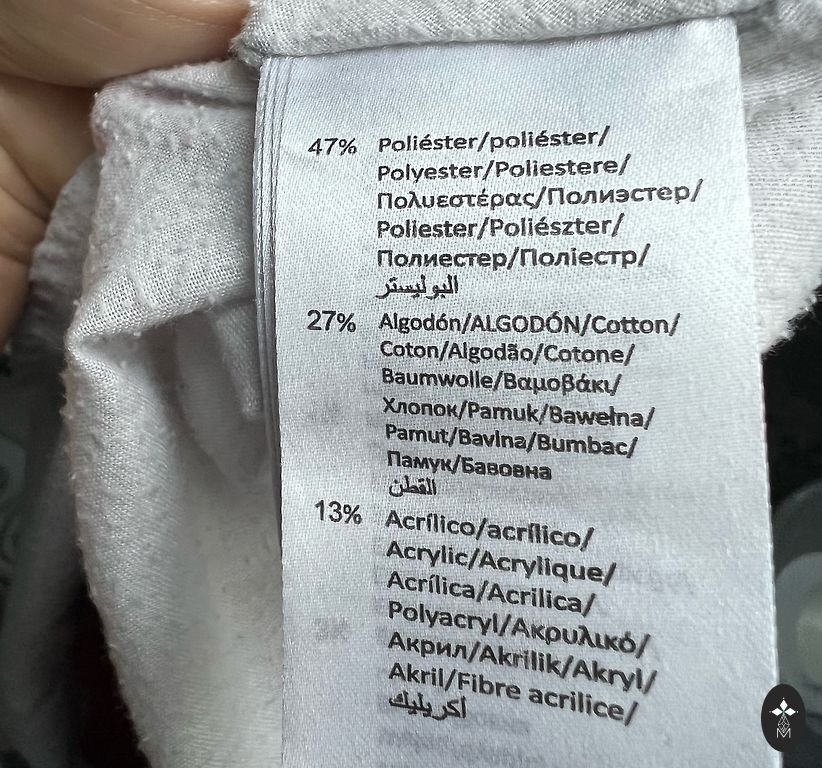 47% Poliéster/poliéster/
Polyester/Poliestere/
Πολυεστέρας/Полиэстер/
Poliester/Poliészter/
Полиестер/Поліестр/
البوليستر
27% Algodón/ALGODÓN/Cotton/
Coton/Algodão/Cotone/
Baumwolle/Βαμοβάκι/
Хлопок/Pamuk/Bawełna/
Pamut/Bavlna/Bumbac/
Памук/Бавовна
القطن
13% Acrílico/acrílico/
Acrylic/Acrylique/
Acrílica/Acrilica/
Polyacryl/Ακρυλικό/
Акрил/Akrilik/Akryl/
Akril/Fibre acrilice/
أكريليك
M